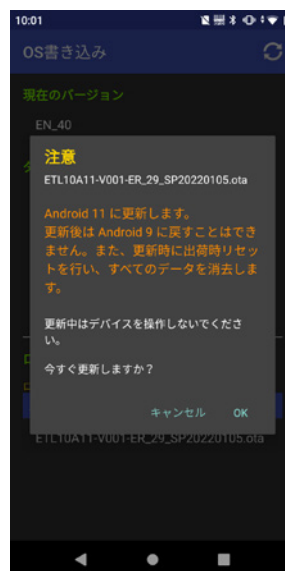 10:01
OS書き込み
現在のバージョン
EN_40
注意
ETL10A11-V001-ER_29_SP20220105.ota
Android 11 に更新します。
更新後は Android 9 に戻すことはでき
ません。また、更新時に出荷時リセッ
トを行い、すべてのデータを消去しま
す。
更新中はデバイスを操作しないでくださ
い。
今すぐ更新しますか？
キャンセル OK
ETL10A11-V001-ER_29_SP20220105.ota